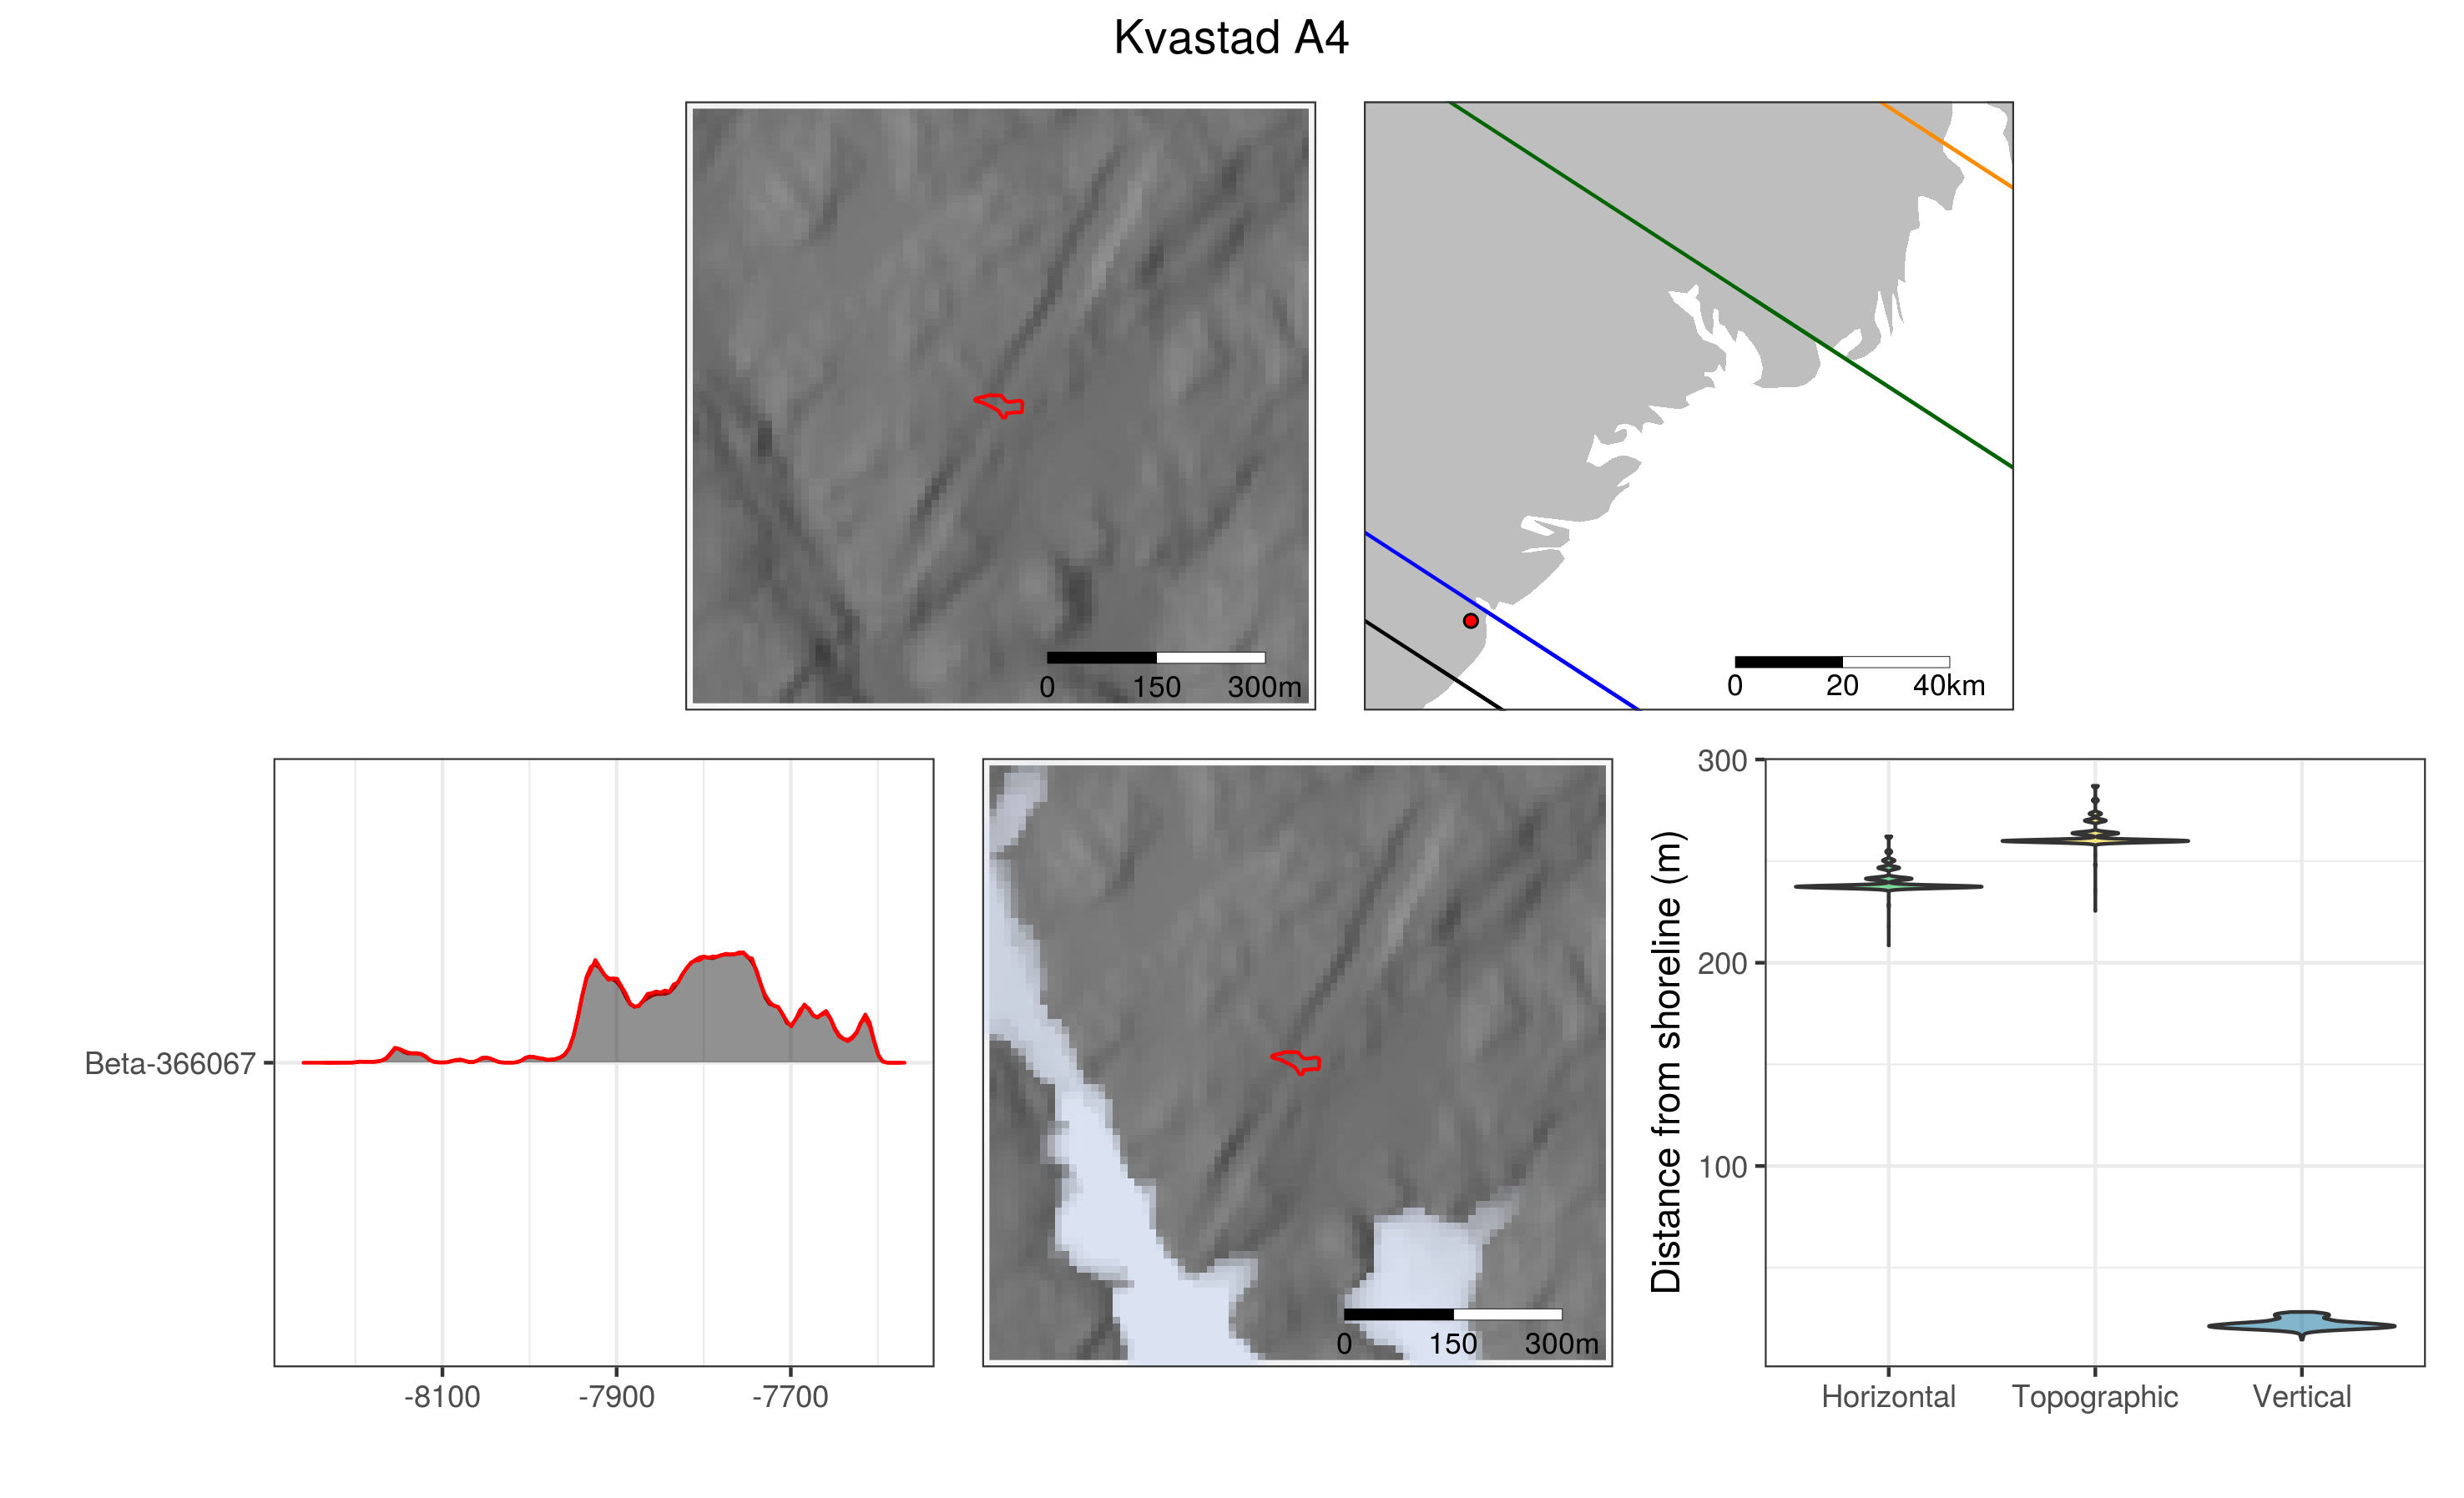 Kvastad A4
0 150 300m
0 20 40km
Beta-366067
-8100 -7900 -7700
0 150 300m
Distance from shoreline (m)
300
200
100
Horizontal Topographic Vertical